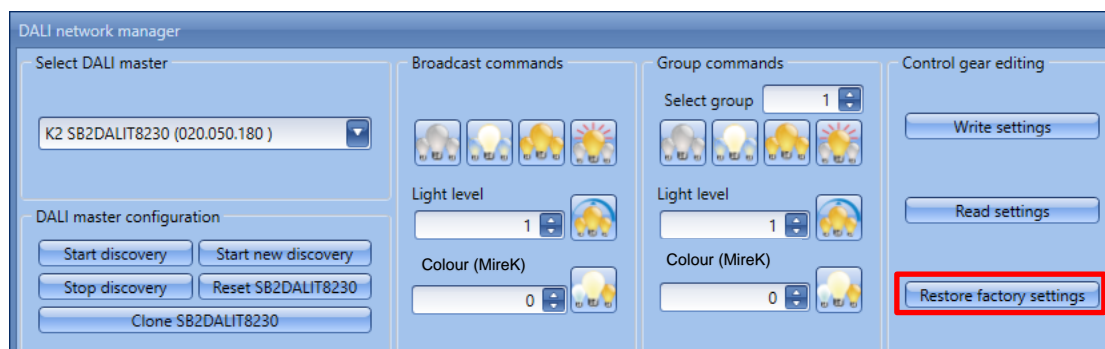 DALI network manager
Select DALI master
K2 SB2DALIT8230 (020.050.180 )
DALI master configuration
Start discovery
Start new discovery
Stop discovery
Reset SB2DALIT8230
Clone SB2DALIT8230
Broadcast commands
Light level
1
Colour (MireK)
0
Group commands
Select group
1
Light level
1
Colour (MireK)
0
Control gear editing
Write settings
Read settings
Restore factory settings